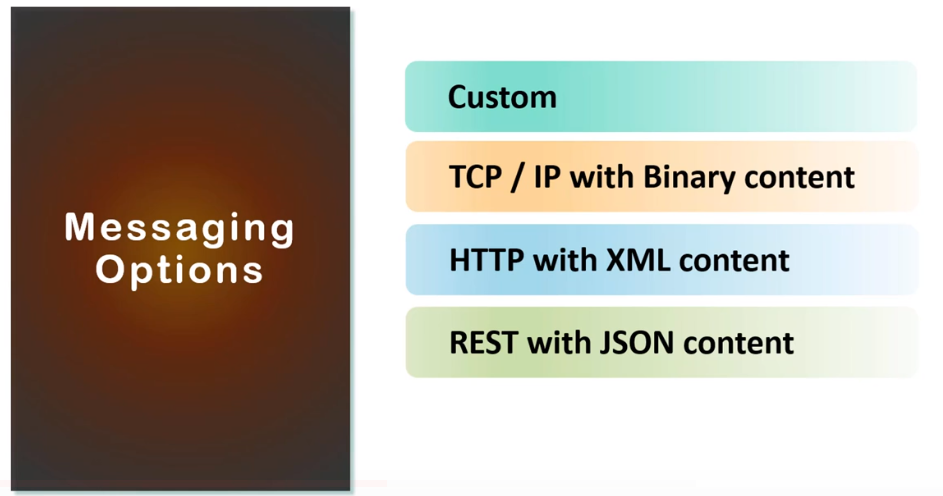 Messaging
Options
Custom
TCP / IP with Binary content
HTTP with XML content
REST with JSON content